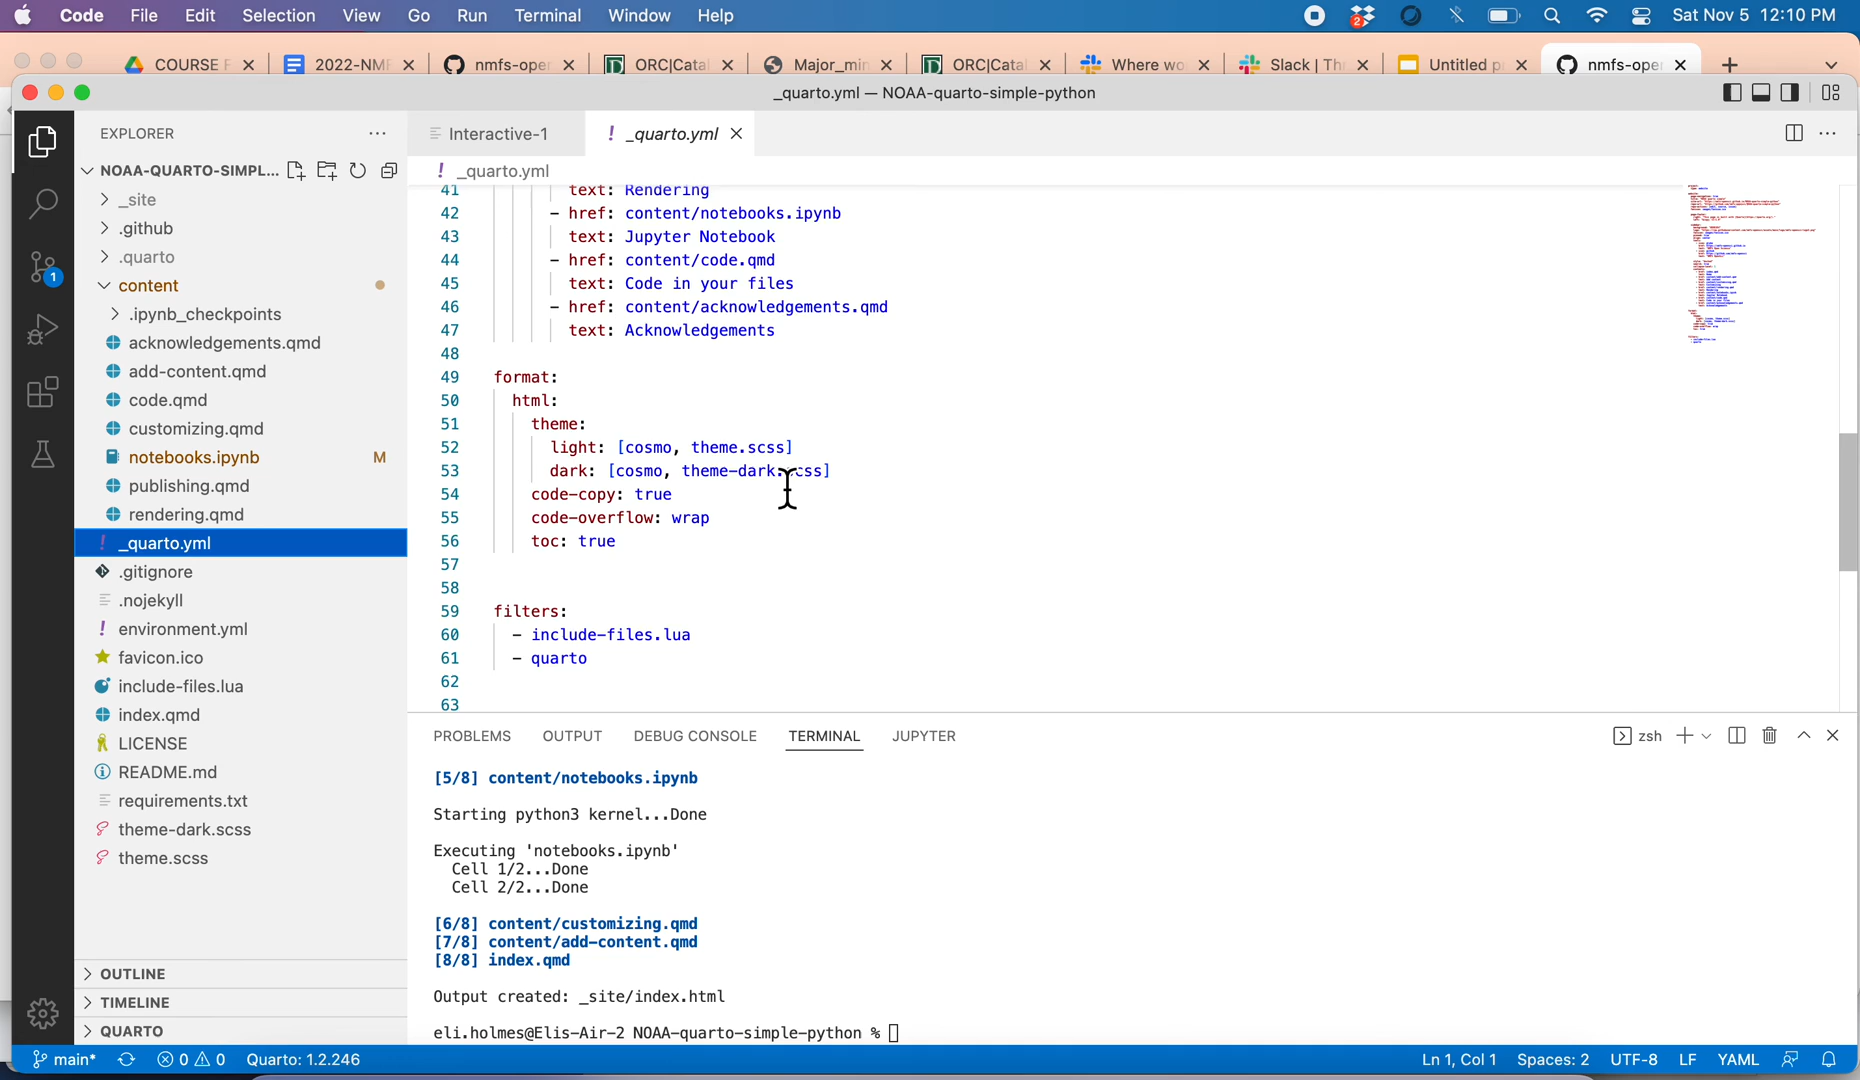 Code File Edit Selection View Go Run Terminal Window Help
2
Sat Nov 5 12:10 PM
COURSE F
2022-NMF
nmfs-ope
ORC|Catal
Major_min
ORC|Catal
Where wo
Slack | Th
Untitled p
nmfs-ope
_quarto.yml — NOAA-quarto-simple-python
EXPLORER
NOAA-QUARTO-SIMPL...
_site
.github
.quarto
content
.ipynb_checkpoints
acknowledgements.qmd
add-content.qmd
code.qmd
customizing.qmd
notebooks.ipynb M
publishing.qmd
rendering.qmd
! _quarto.yml
.gitignore
.nojekyll
! environment.yml
favicon.ico
include-files.lua
index.qmd
LICENSE
README.md
requirements.txt
theme-dark.scss
theme.scss
OUTLINE
TIMELINE
QUARTO
1
Interactive-1
! _quarto.yml
! _quarto.yml
41 text: Rendering
42 - href: content/notebooks.ipynb
43 text: Jupyter Notebook
44 - href: content/code.qmd
45 text: Code in your files
46 - href: content/acknowledgements.qmd
47 text: Acknowledgements
48
49 format:
50 html:
51 theme:
52 light: [cosmo, theme.scss]
53 dark: [cosmo, theme-dark.scss]
54 code-copy: true
55 code-overflow: wrap
56 toc: true
57
58
59 filters:
60 - include-files.lua
61 - quarto
62
63
PROBLEMS OUTPUT DEBUG CONSOLE TERMINAL JUPYTER
zsh
[5/8] content/notebooks.ipynb
Starting python3 kernel...Done
Executing 'notebooks.ipynb'
Cell 1/2...Done
Cell 2/2...Done
[6/8] content/customizing.qmd
[7/8] content/add-content.qmd
[8/8] index.qmd
Output created: _site/index.html
eli.holmes@Elis-Air-2 NOAA-quarto-simple-python %
main* 0 0 Quarto: 1.2.246
Ln 1, Col 1 Spaces: 2 UTF-8 LF YAML